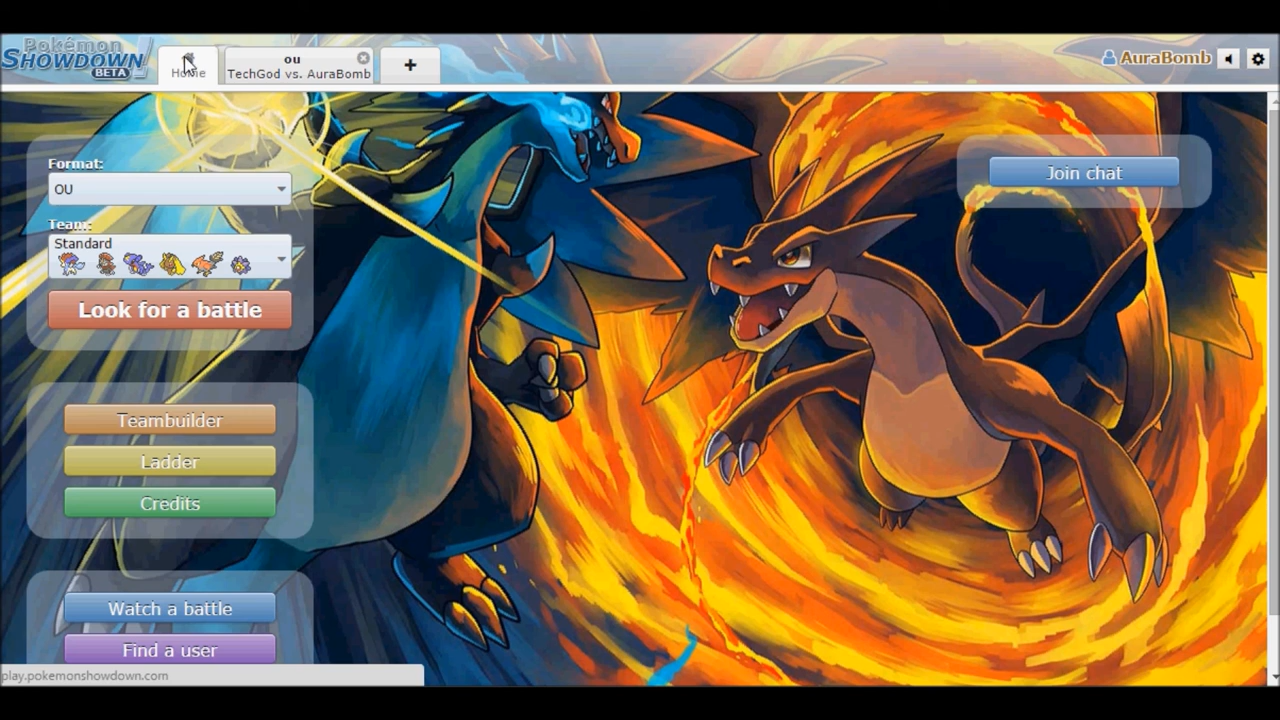 Pokémon
SHOWDOWN!
BETA
Home
ou
TechGod vs. AuraBomb
+
AuraBomb
Format:
OU
Team:
Standard
Look for a battle
Teambuilder
Ladder
Credits
Watch a battle
Find a user
Join chat
play.pokemonshowdown.com